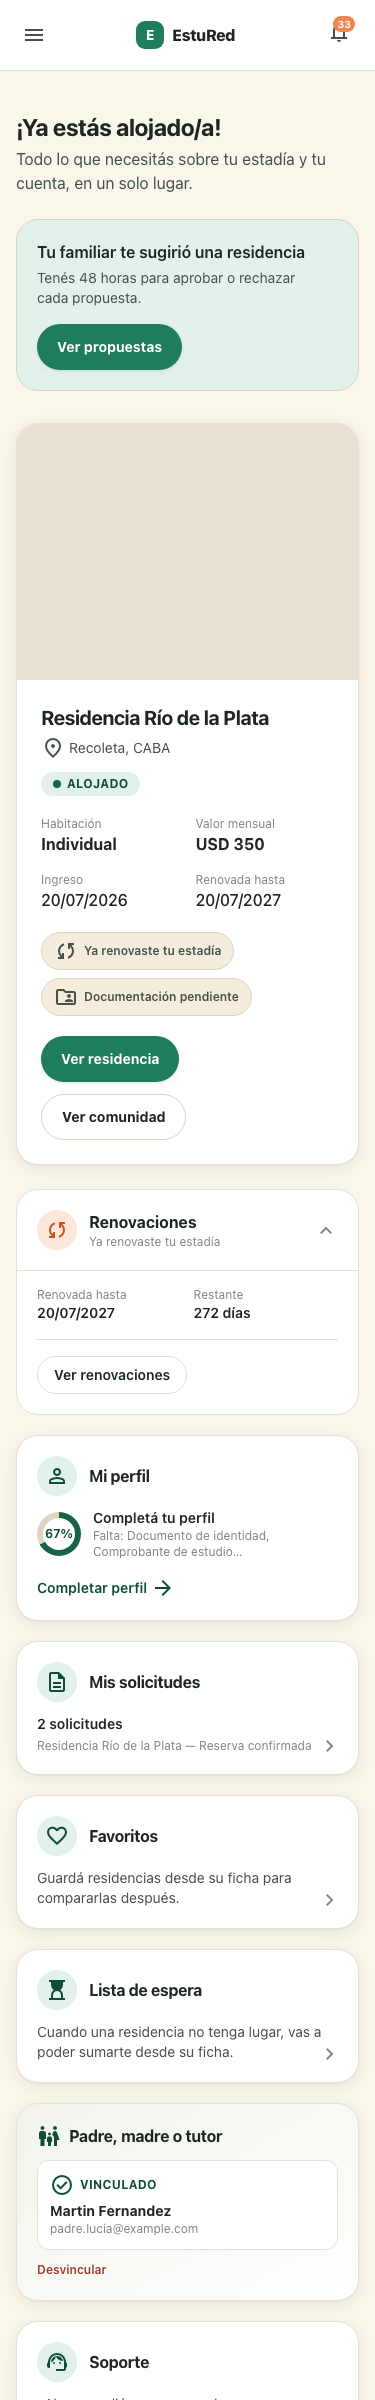 E EstuRed
33
¡Ya estás alojado/a!
Todo lo que necesitás sobre tu estadía y tu
cuenta, en un solo lugar.
Tu familiar te sugirió una residencia
Tenés 48 horas para aprobar o rechazar
cada propuesta.
Ver propuestas
Residencia Río de la Plata
Recoleta, CABA
ALOJADO
Habitación Valor mensual
Individual USD 350
Ingreso Renovada hasta
20/07/2026 20/07/2027
Ya renovaste tu estadía
Documentación pendiente
Ver residencia
Ver comunidad
Renovaciones
Ya renovaste tu estadía
Renovada hasta Restante
20/07/2027 272 días
Ver renovaciones
Mi perfil
67%
Completá tu perfil
Falta: Documento de identidad,
Comprobante de estudio...
Completar perfil
Mis solicitudes
2 solicitudes
Residencia Río de la Plata — Reserva confirmada
Favoritos
Guardá residencias desde su ficha para
compararlas después.
Lista de espera
Cuando una residencia no tenga lugar, vas a
poder sumarte desde su ficha.
Padre, madre o tutor
VINCULADO
Martin Fernandez
padre.lucia@example.com
Desvincular
Soporte